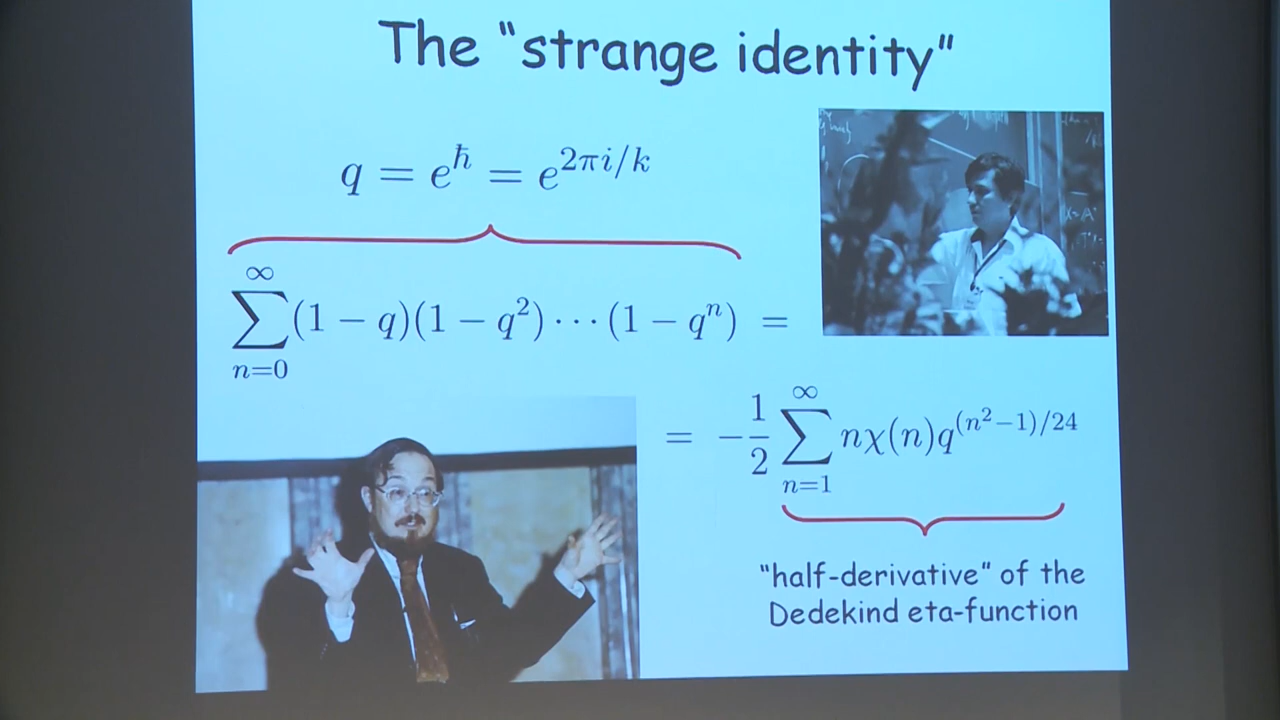 The "strange identity"
q = e^ħ = e^{2πi/k}
∑_{n=0}^{∞} (1 − q)(1 − q²) ⋯ (1 − qⁿ) =
= −\frac{1}{2} ∑_{n=1}^{∞} nχ(n)q^{(n²−1)/24}
"half-derivative" of the
Dedekind eta-function